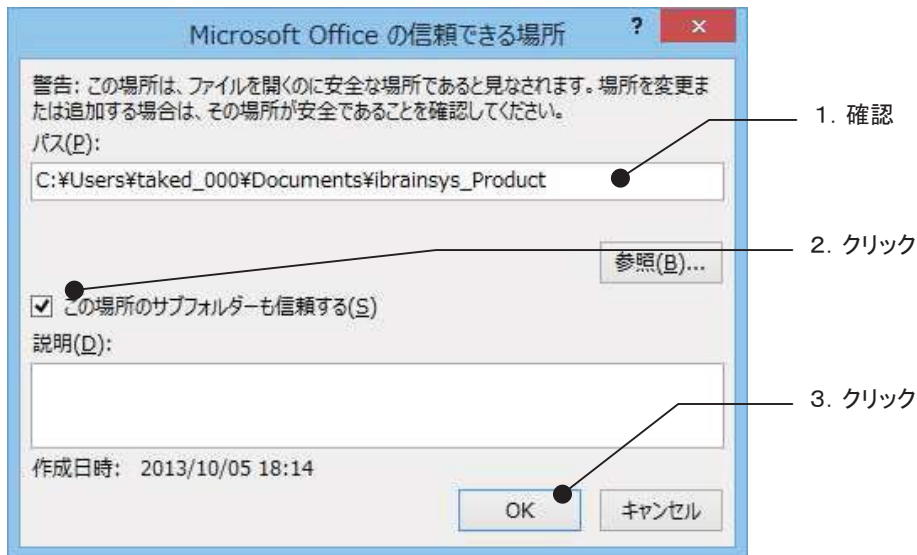 Microsoft Office の信頼できる場所
?
×
警告: この場所は、ファイルを開くのに安全な場所であると見なされます。場所を変更ま
たは追加する場合は、その場所が安全であることを確認してください。
パス(P):
1. 確認
C:¥Users¥taked_000¥Documents¥ibrainsys_Product
2. クリック
参照(B)...
この場所のサブフォルダーも信頼する(S)
説明(D):
3. クリック
作成日時: 2013/10/05 18:14
OK
キャンセル